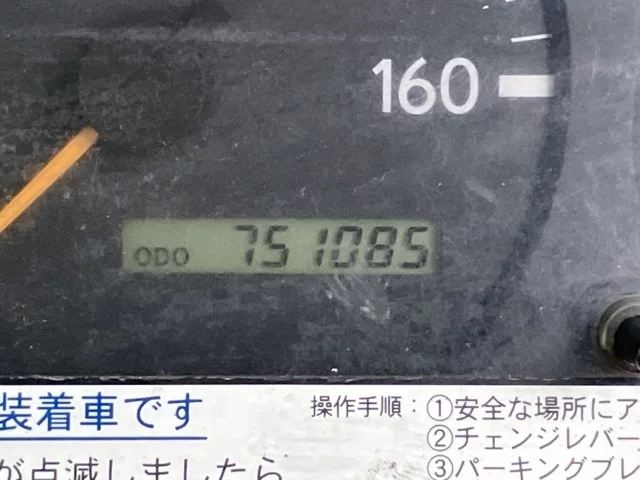 160
ODO 751085
装着車です
操作手順：①安全な場所にア
②チェンジレバー
が点滅しましたら
③パーキングブレ